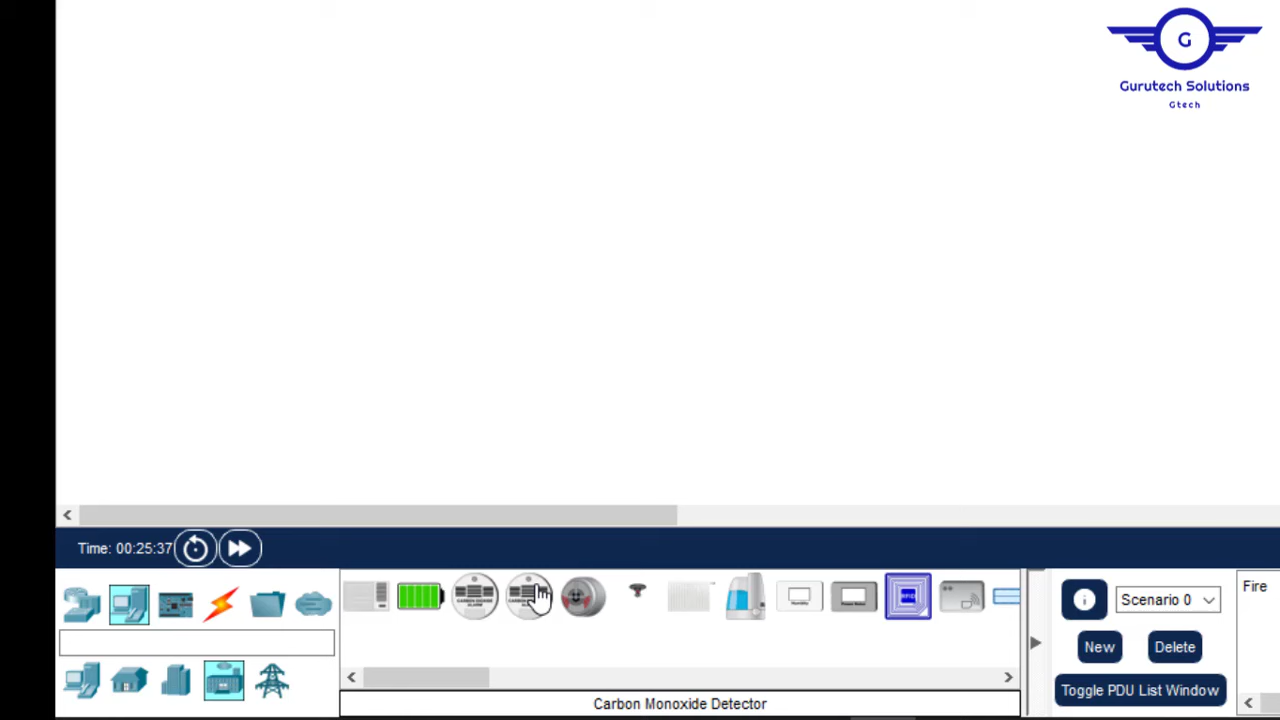 G
Gurutech Solutions
Gtech
Time: 00:25:37
Scenario 0
Fire
New
Delete
Toggle PDU List Window
Carbon Monoxide Detector